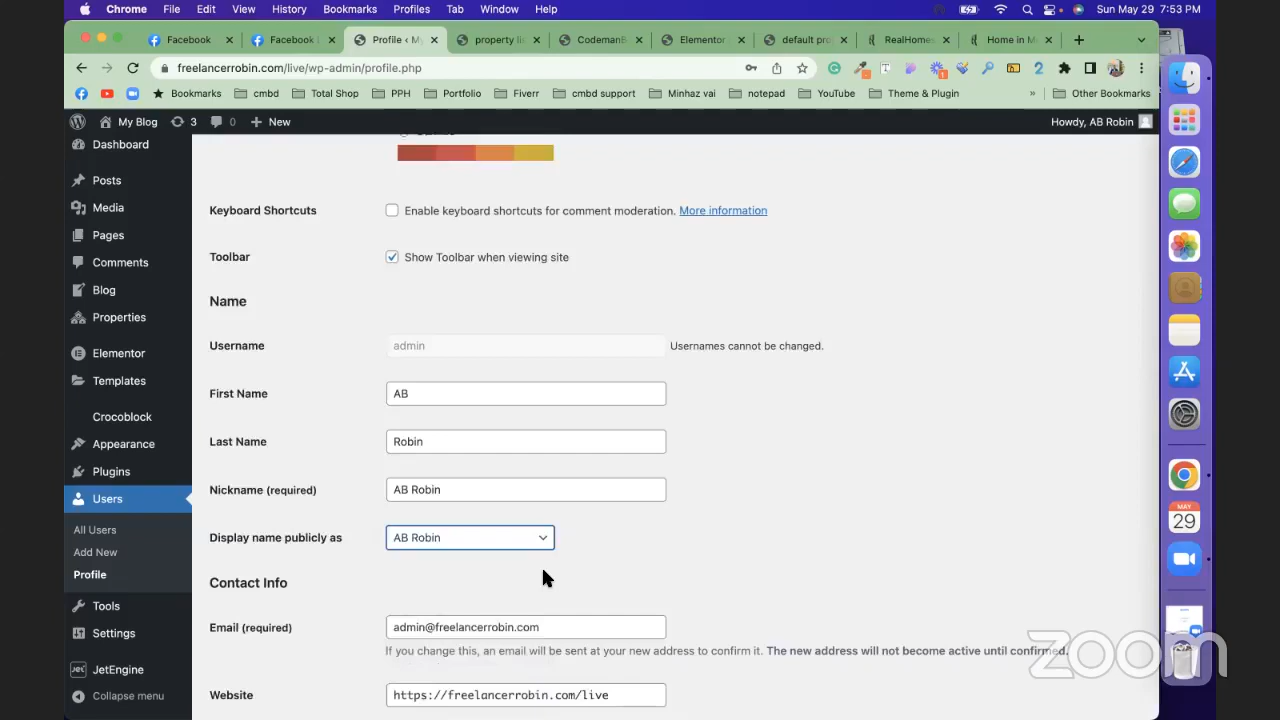 Chrome File Edit View History Bookmarks Profiles Tab Window Help Sun May 29 7:53 PM
Facebook Facebook Profile ‹ My property li CodemanB Elementor default pro RealHomes Home in M
freelancerrobin.com/live/wp-admin/profile.php
Bookmarks cmbd Total Shop PPH Portfolio Fiverr cmbd support Minhaz vai notepad YouTube Theme & Plugin » Other Bookmarks
My Blog 3 0 New Howdy, AB Robin
Dashboard
Posts
Media
Pages
Comments
Blog
Properties
Elementor
Templates
Crocoblock
Appearance
Plugins
Users
All Users
Add New
Profile
Tools
Settings
JetEngine
Collapse menu
Keyboard Shortcuts Enable keyboard shortcuts for comment moderation. More information
Toolbar Show Toolbar when viewing site
Name
Username admin Usernames cannot be changed.
First Name AB
Last Name Robin
Nickname (required) AB Robin
Display name publicly as AB Robin
Contact Info
Email (required) admin@freelancerrobin.com
If you change this, an email will be sent at your new address to confirm it. The new address will not become active until confirmed.
Website https://freelancerrobin.com/live
MAY
29
zoom